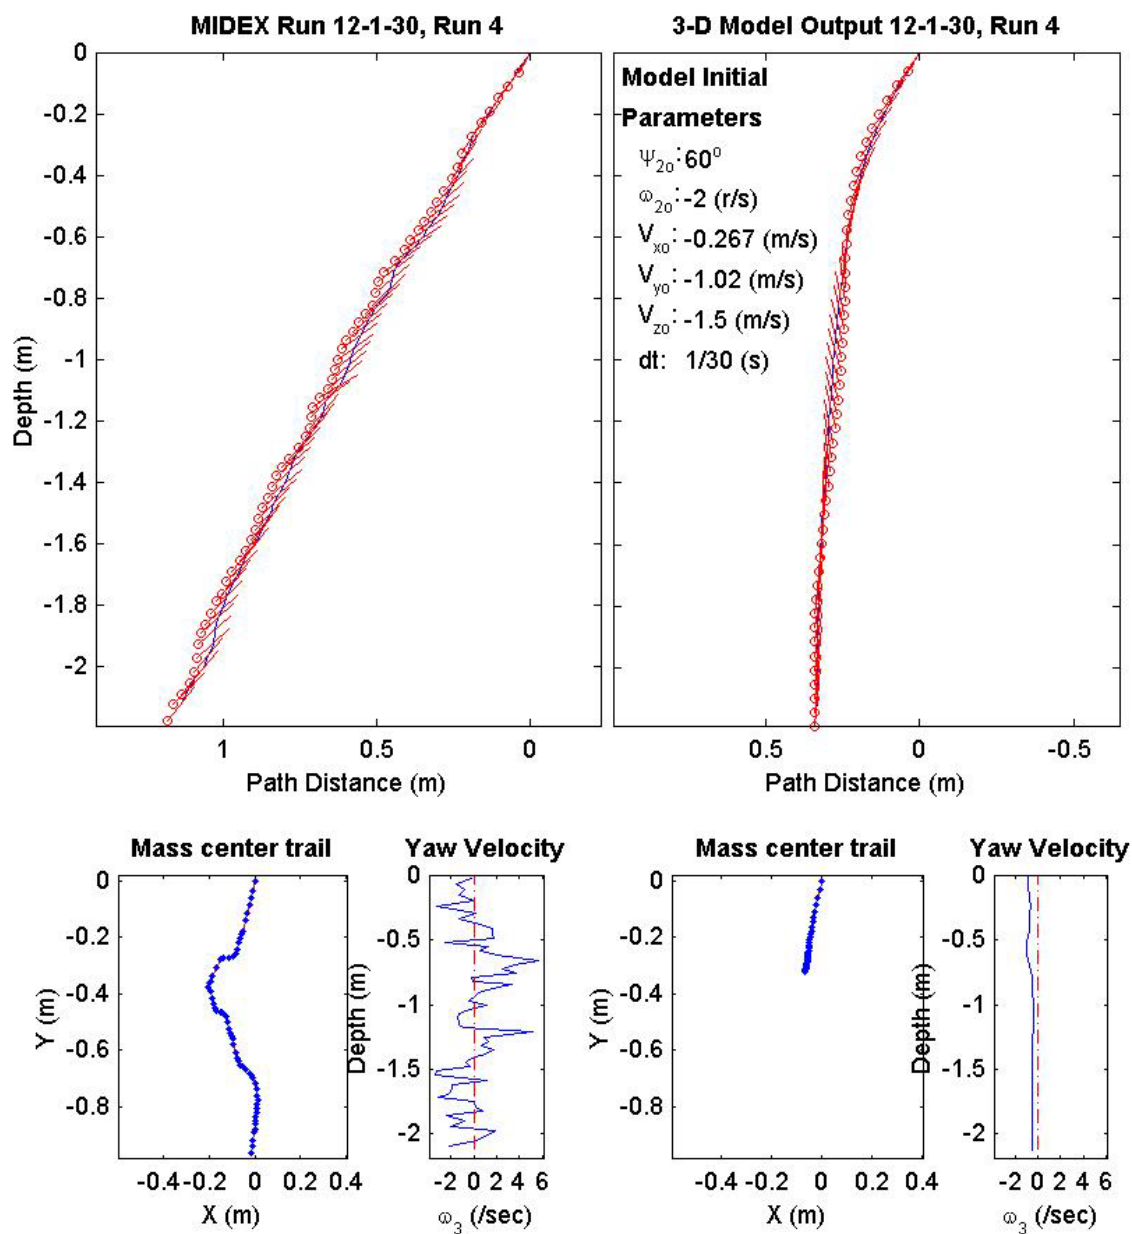 MIDEX Run 12-1-30, Run 4
3-D Model Output 12-1-30, Run 4
0
-0.2
-0.4
-0.6
-0.8
-1
-1.2
-1.4
-1.6
-1.8
-2
Depth (m)
1 0.5 0
Path Distance (m)
Model Initial
Parameters
Ψ2o: 60o
ω2o: -2 (r/s)
Vxo: -0.267 (m/s)
Vyo: -1.02 (m/s)
Vzo: -1.5 (m/s)
dt: 1/30 (s)
0.5 0 -0.5
Path Distance (m)
Mass center trail
0
-0.2
-0.4
-0.6
-0.8
Y (m)
-0.4 -0.2 0 0.2 0.4
X (m)
Yaw Velocity
0
-0.5
-1
-1.5
-2
Depth (m)
-2 0 2 4 6
ω3 (/sec)
Mass center trail
0
-0.2
-0.4
-0.6
-0.8
Y (m)
-0.4 -0.2 0 0.2 0.4
X (m)
Yaw Velocity
0
-0.5
-1
-1.5
-2
Depth (m)
-2 0 2 4 6
ω3 (/sec)